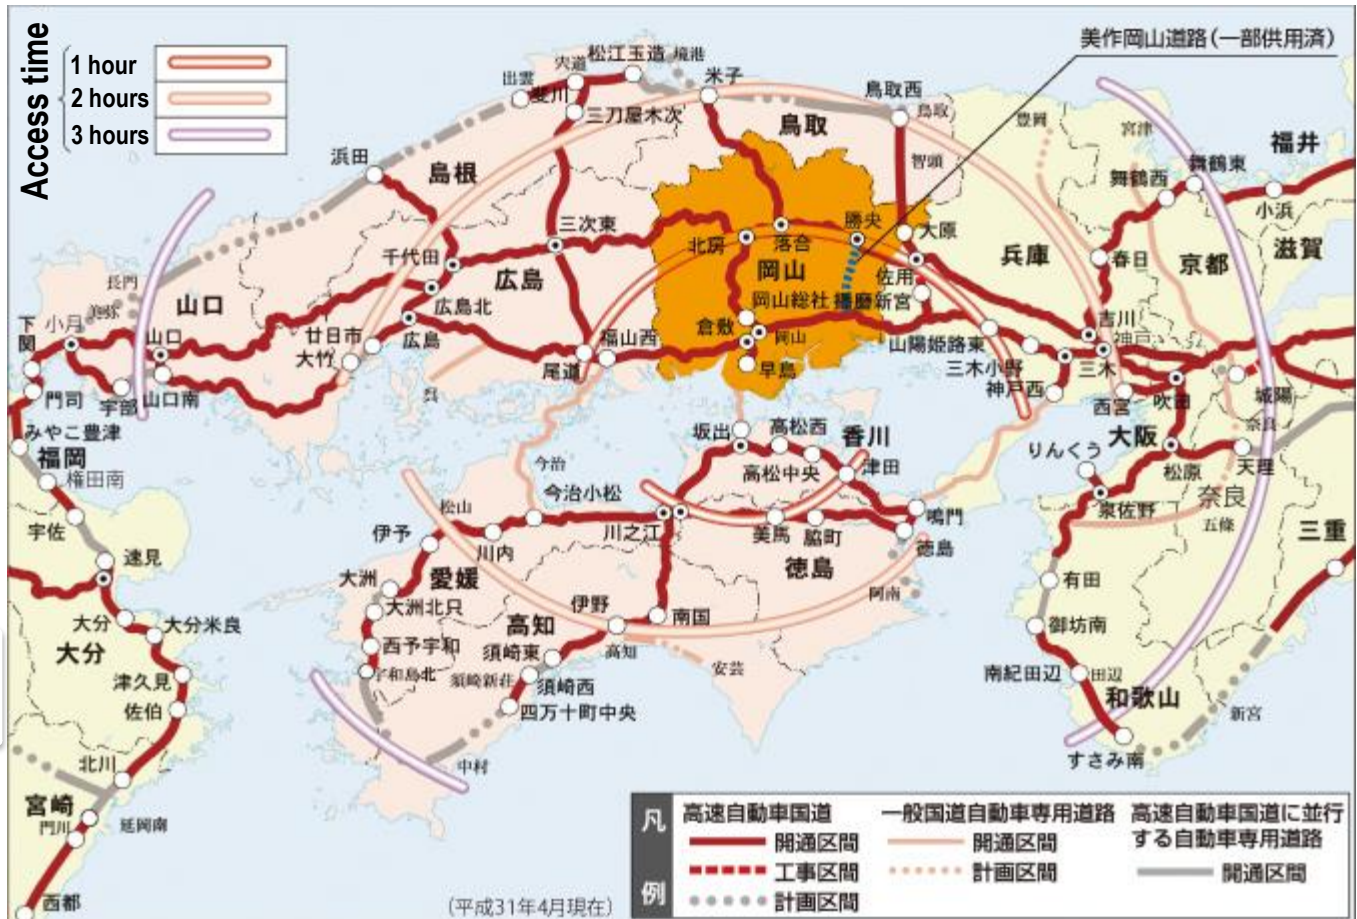 Access time
1 hour
2 hours
3 hours
美作岡山道路(一部供用済)
松江玉造
境港
宍道
出雲
斐川
米子
三刀屋木次
鳥取西
鳥取
鳥取
智頭
豊岡
宮津
舞鶴東
舞鶴西
福井
小浜
滋賀
浜田
島根
三次東
千代田
広島
広島北
北房
落合
勝央
大原
岡山
佐用
兵庫
春日
京都
長門
美祢
山口
下関
小月
山口
廿日市
大竹
広島
福山西
尾道
岡山総社
播磨新宮
倉敷
岡山
早島
山陽姫路東
三木小野
神戸西
吉川
神戸
三木
西宮
吹田
城陽
奈良
門司
宇部
山口南
呉
みやこ豊津
福岡
椎田南
宇佐
速見
坂出
高松西
香川
高松中央
津田
りんくう
大阪
松原
天理
泉佐野
奈良
五條
三重
今治
今治小松
松山
伊予
川内
川之江
美馬
脇町
鳴門
徳島
徳島
阿南
大洲
愛媛
大洲北只
西予宇和
宇和島北
伊野
南国
高知
高知
安芸
須崎東
須崎新荘
須崎西
四万十町中央
中村
有田
御坊南
南紀田辺
田辺
和歌山
新宮
すさみ南
大分
大分米良
大分
津久見
佐伯
北川
宮崎
門川
延岡南
西都
(平成31年4月現在)
凡例
高速自動車国道
開通区間
工事区間
計画区間
一般国道自動車専用道路
開通区間
計画区間
高速自動車国道に並行
する自動車専用道路
開通区間